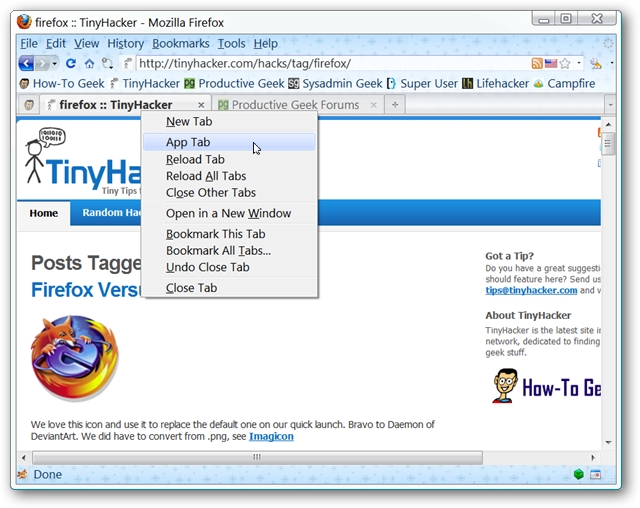 firefox :: TinyHacker - Mozilla Firefox
File Edit View History Bookmarks Tools Help
http://tinyhacker.com/hacks/tag/firefox/
How-To Geek TinyHacker Productive Geek Sysadmin Geek Super User Lifehacker Campfire
firefox :: TinyHacker Productive Geek Forums
New Tab
App Tab
Reload Tab
Reload All Tabs
Close Other Tabs
Open in a New Window
Bookmark This Tab
Bookmark All Tabs...
Undo Close Tab
Close Tab
TinyHa
Tiny Tips f
Home Random Ha
Posts Tagge
Firefox Versu
We love this icon and use it to replace the default one on our quick launch. Bravo to Daemon of
DeviantArt. We did have to convert from .png, see Imagicon
Got a Tip?
Do you have a great suggesti
should feature here? Send us
tips@tinyhacker.com and w
About TinyHacker
TinyHacker is the latest site in
network, dedicated to finding
geek stuff.
How-To Ge
Done